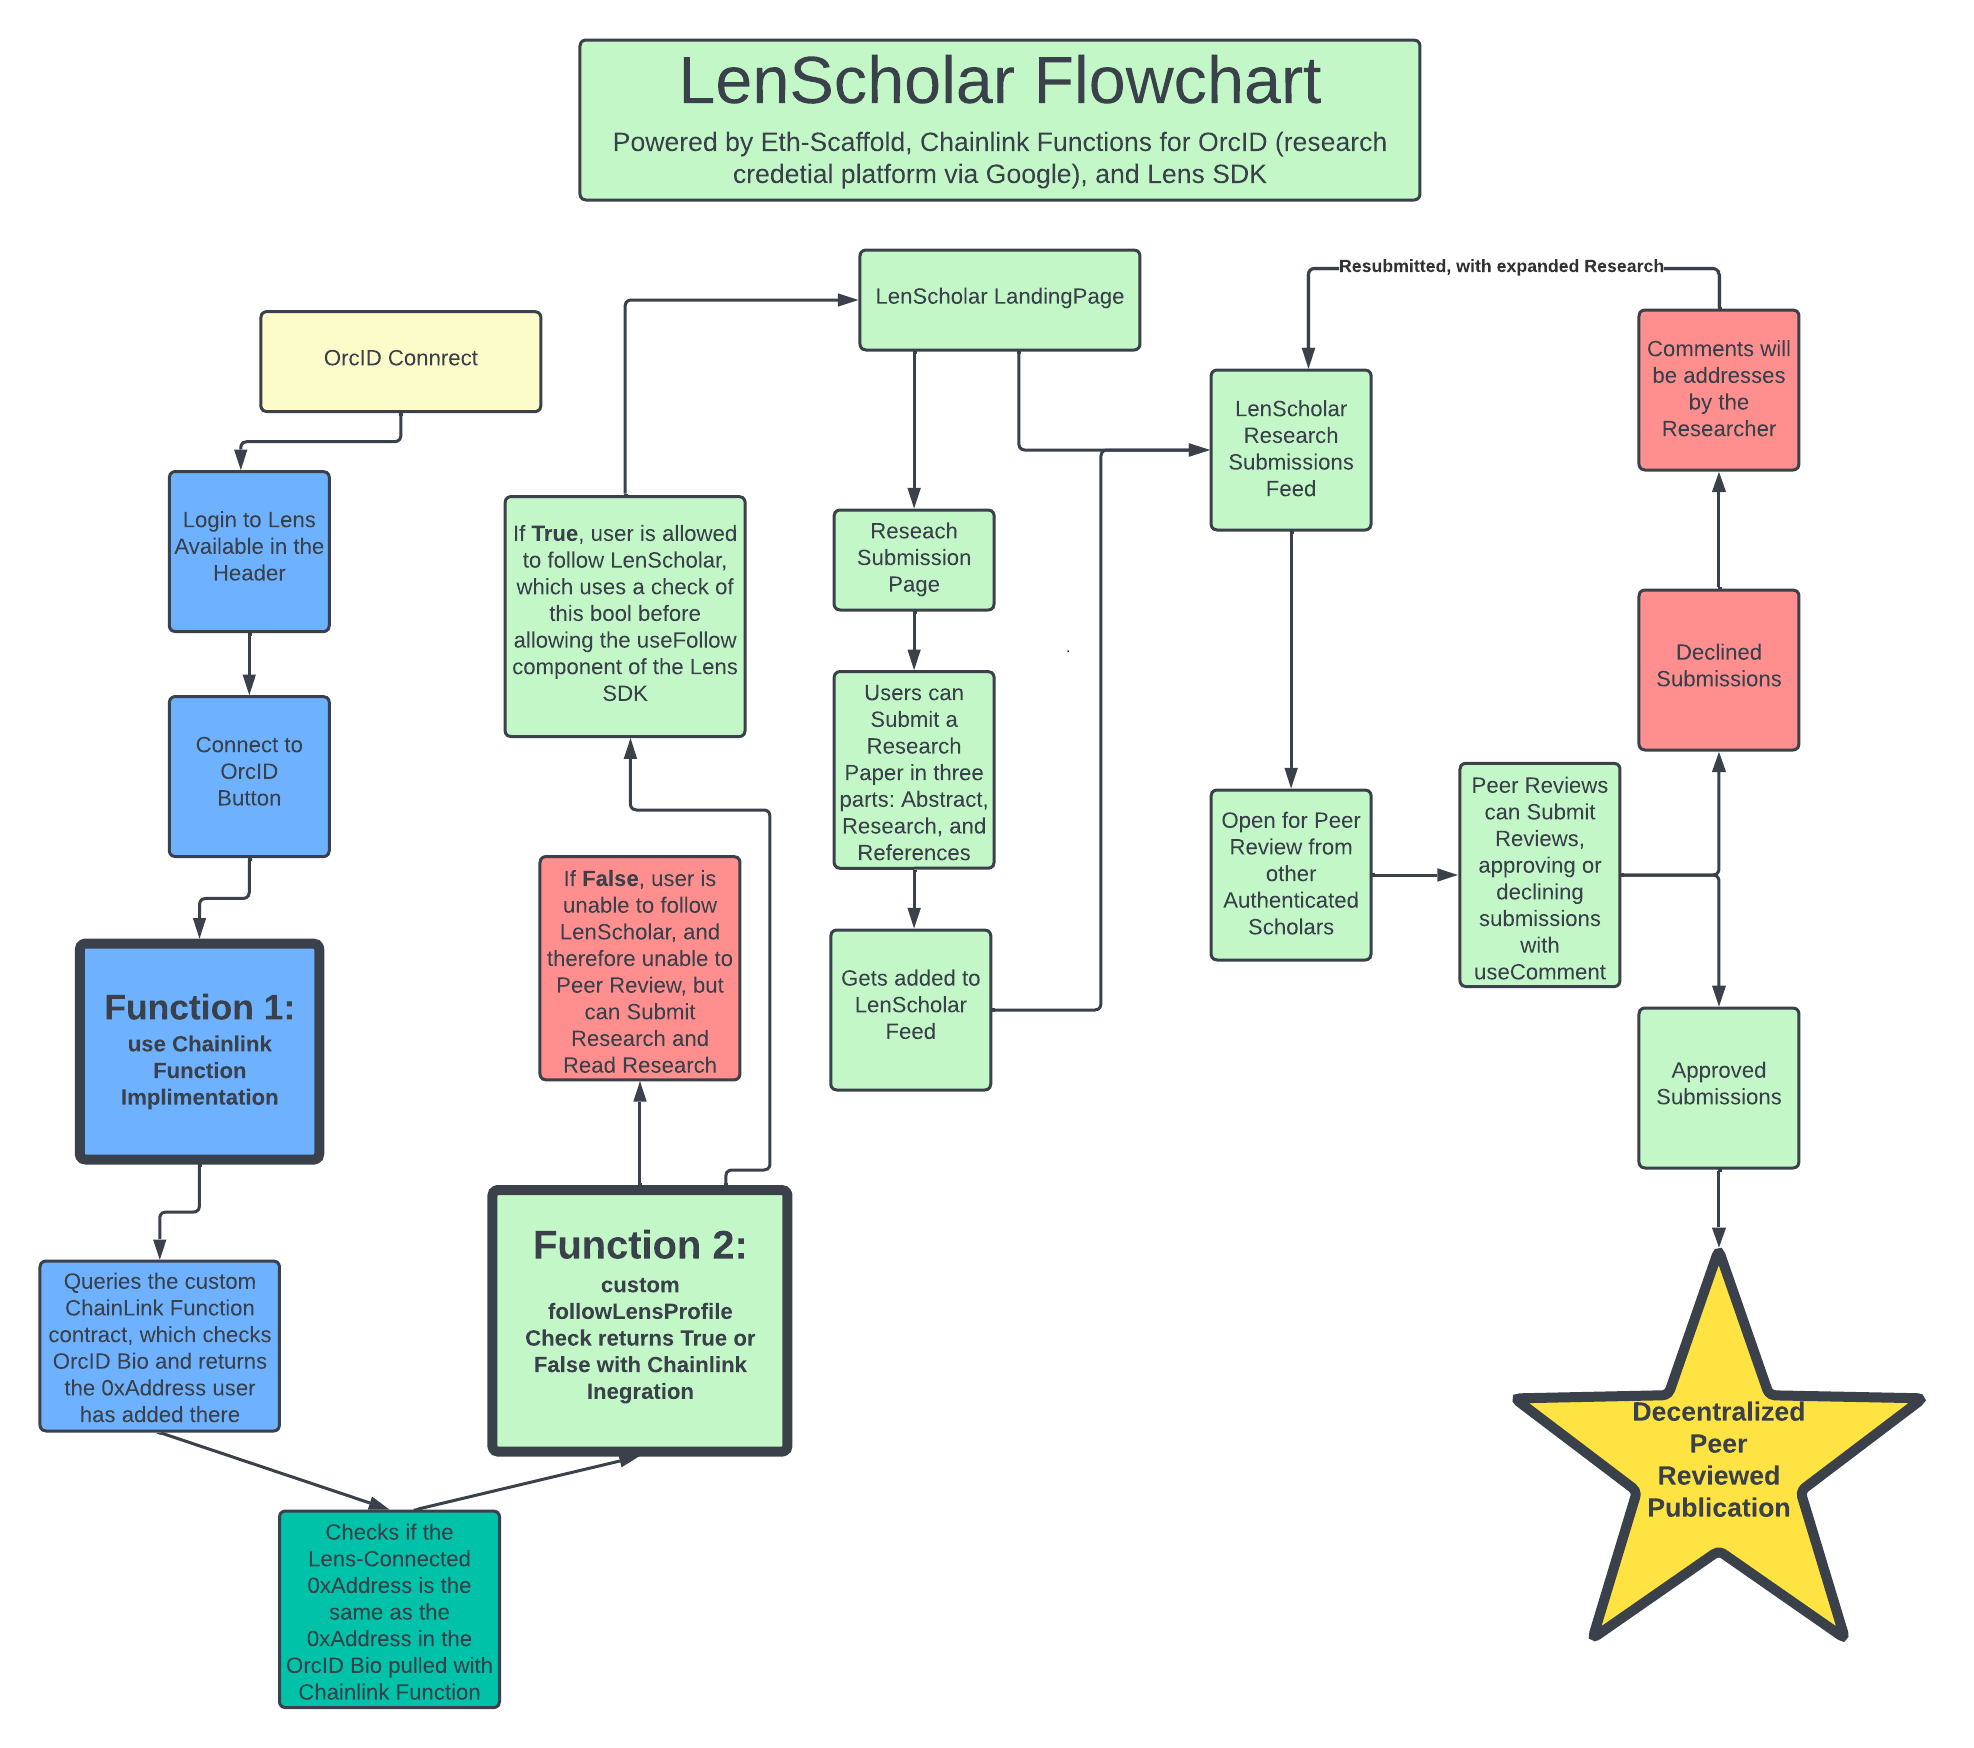 LenScholar Flowchart
Powered by Eth-Scaffold, Chainlink Functions for OrcID (research
credetial platform via Google), and Lens SDK
OrcID Connrect
Login to Lens
Available in the
Header
Connect to
OrcID
Button
Function 1:
use Chainlink
Function
Implimentation
Queries the custom
ChainLink Function
contract, which checks
OrcID Bio and returns
the 0xAddress user
has added there
Checks if the
Lens-Connected
0xAddress is the
same as the
0xAddress in the
OrcID Bio pulled with
Chainlink Function
Function 2:
custom
followLensProfile
Check returns True or
False with Chainlink
Inegration
If False, user is
unable to follow
LenScholar, and
therefore unable to
Peer Review, but
can Submit
Research and
Read Research
If True, user is allowed
to follow LenScholar,
which uses a check of
this bool before
allowing the useFollow
component of the Lens
SDK
LenScholar LandingPage
Reseach
Submission
Page
Users can
Submit a
Research
Paper in three
parts: Abstract,
Research, and
References
Gets added to
LenScholar
Feed
LenScholar
Research
Submissions
Feed
Open for Peer
Review from
other
Authenticated
Scholars
Peer Reviews
can Submit
Reviews,
approving or
declining
submissions
with
useComment
Declined
Submissions
Comments will
be addresses
by the
Researcher
Resubmitted, with expanded Research
Approved
Submissions
Decentralized
Peer
Reviewed
Publication